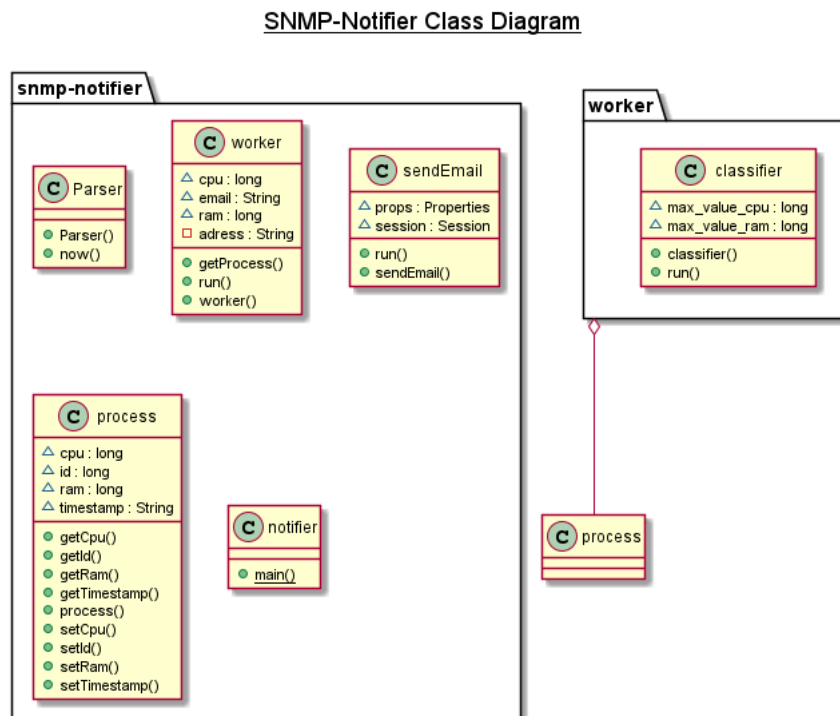 SNMP-Notifier Class Diagram
snmp-notifier
C Parser
Parser()
now()
C worker
cpu : long
email : String
ram : long
adress : String
getProcess()
run()
worker()
C sendEmail
props : Properties
session : Session
run()
sendEmail()
C process
cpu : long
id : long
ram : long
timestamp : String
getCpu()
getId()
getRam()
getTimestamp()
process()
setCpu()
setId()
setRam()
setTimestamp()
C notifier
main()
worker
C classifier
max_value_cpu : long
max_value_ram : long
classifier()
run()
C process